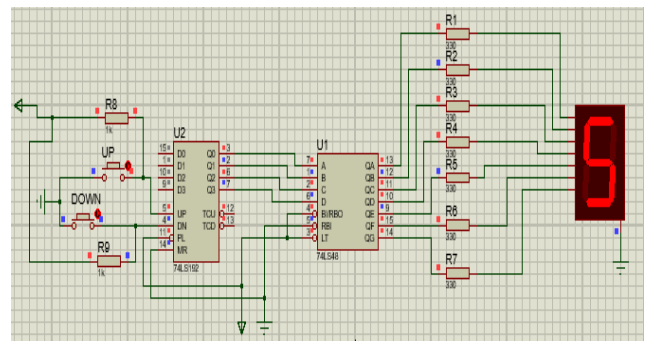 R1
330
R2
330
R3
330
R4
330
R5
330
R6
330
R7
330
R8
1k
UP
DOWN
R9
1k
U2
15 D0 Q0 3
1 D1 Q1 2
10 D2 Q2 6
9 D3 Q3 7
5 UP TCU 12
4 DN TCD 13
11 PL
14 MR
74LS192
U1
7 A QA 13
1 B QB 12
2 C QC 11
6 D QD 10
4 BI/RBO QE 9
5 RBI QF 15
3 LT QG 14
74LS48
5